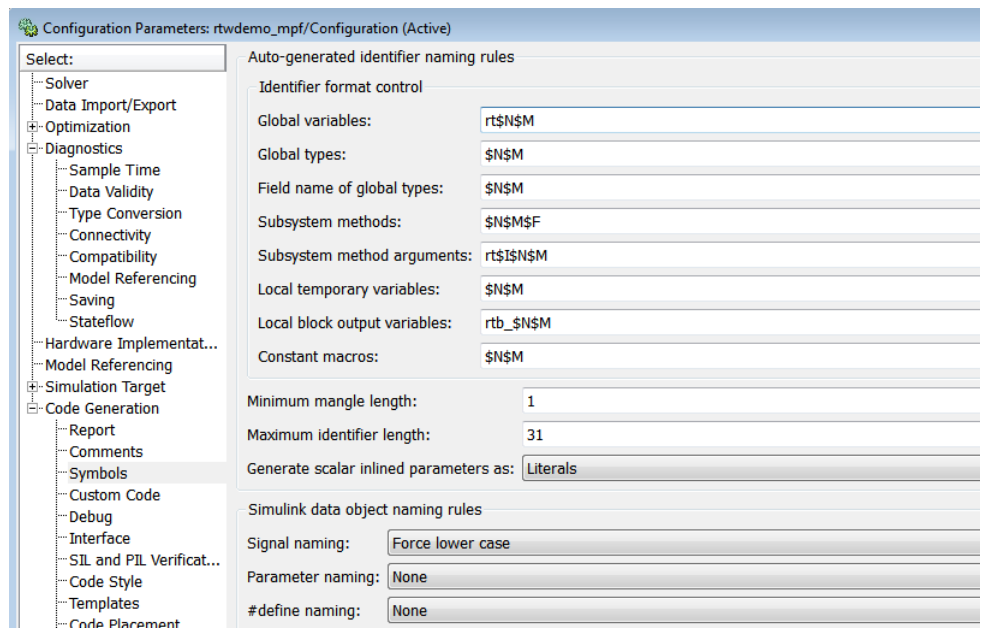 Configuration Parameters: rtwdemo_mpf/Configuration (Active)
Select:
Solver
Data Import/Export
Optimization
Diagnostics
Sample Time
Data Validity
Type Conversion
Connectivity
Compatibility
Model Referencing
Saving
Stateflow
Hardware Implementat...
Model Referencing
Simulation Target
Code Generation
Report
Comments
Symbols
Custom Code
Debug
Interface
SIL and PIL Verificat...
Code Style
Templates
Code Placement
Auto-generated identifier naming rules
Identifier format control
Global variables: rt$N$M
Global types: $N$M
Field name of global types: $N$M
Subsystem methods: $N$M$F
Subsystem method arguments: rt$I$N$M
Local temporary variables: $N$M
Local block output variables: rtb_$N$M
Constant macros: $N$M
Minimum mangle length: 1
Maximum identifier length: 31
Generate scalar inlined parameters as: Literals
Simulink data object naming rules
Signal naming: Force lower case
Parameter naming: None
#define naming: None